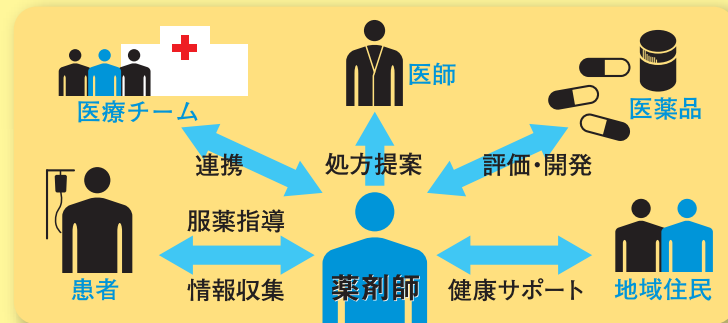 医師
医療チーム
医薬品
連携
処方提案
評価・開発
服薬指導
患者
情報収集
薬剤師
健康サポート
地域住民